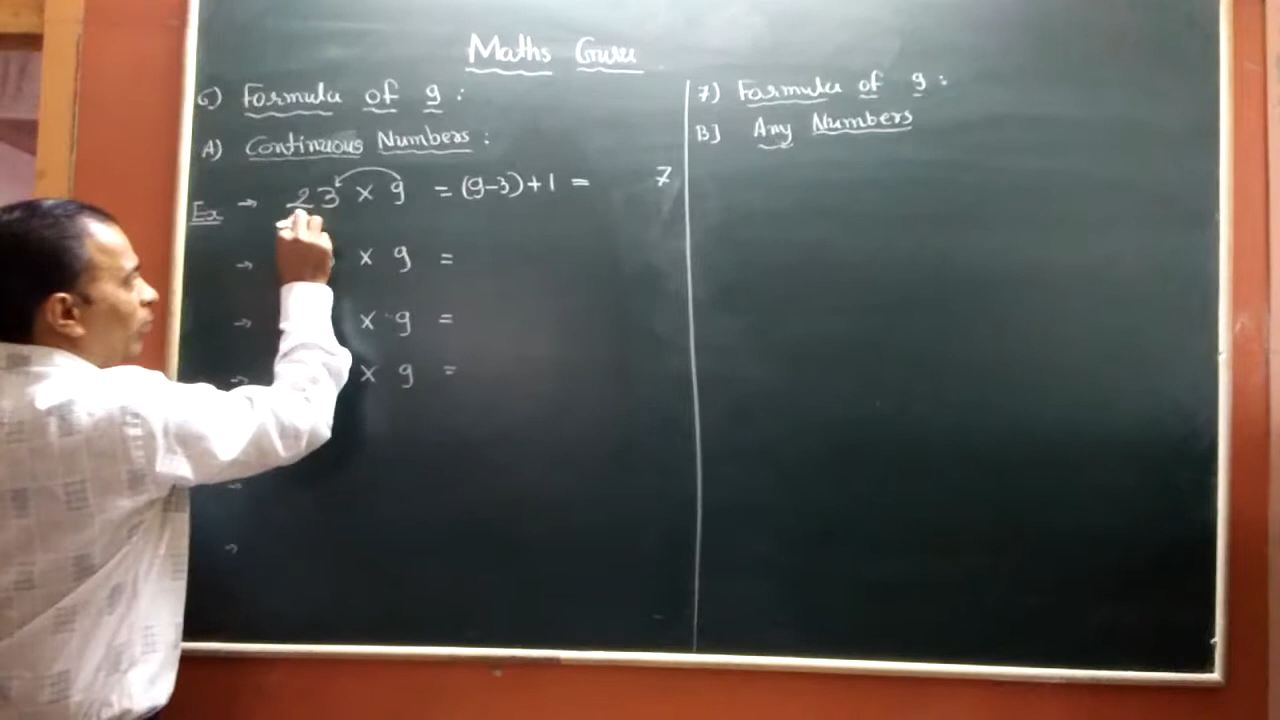 Maths Guru
6) Formula of 9 :
A) Continuous Numbers :
Ex → 23 × 9 = (9-3)+1 = 7
→ × 9 =
→ × 9 =
→ × 9 =
→
→
7) Formula of 9 :
B] Any Numbers